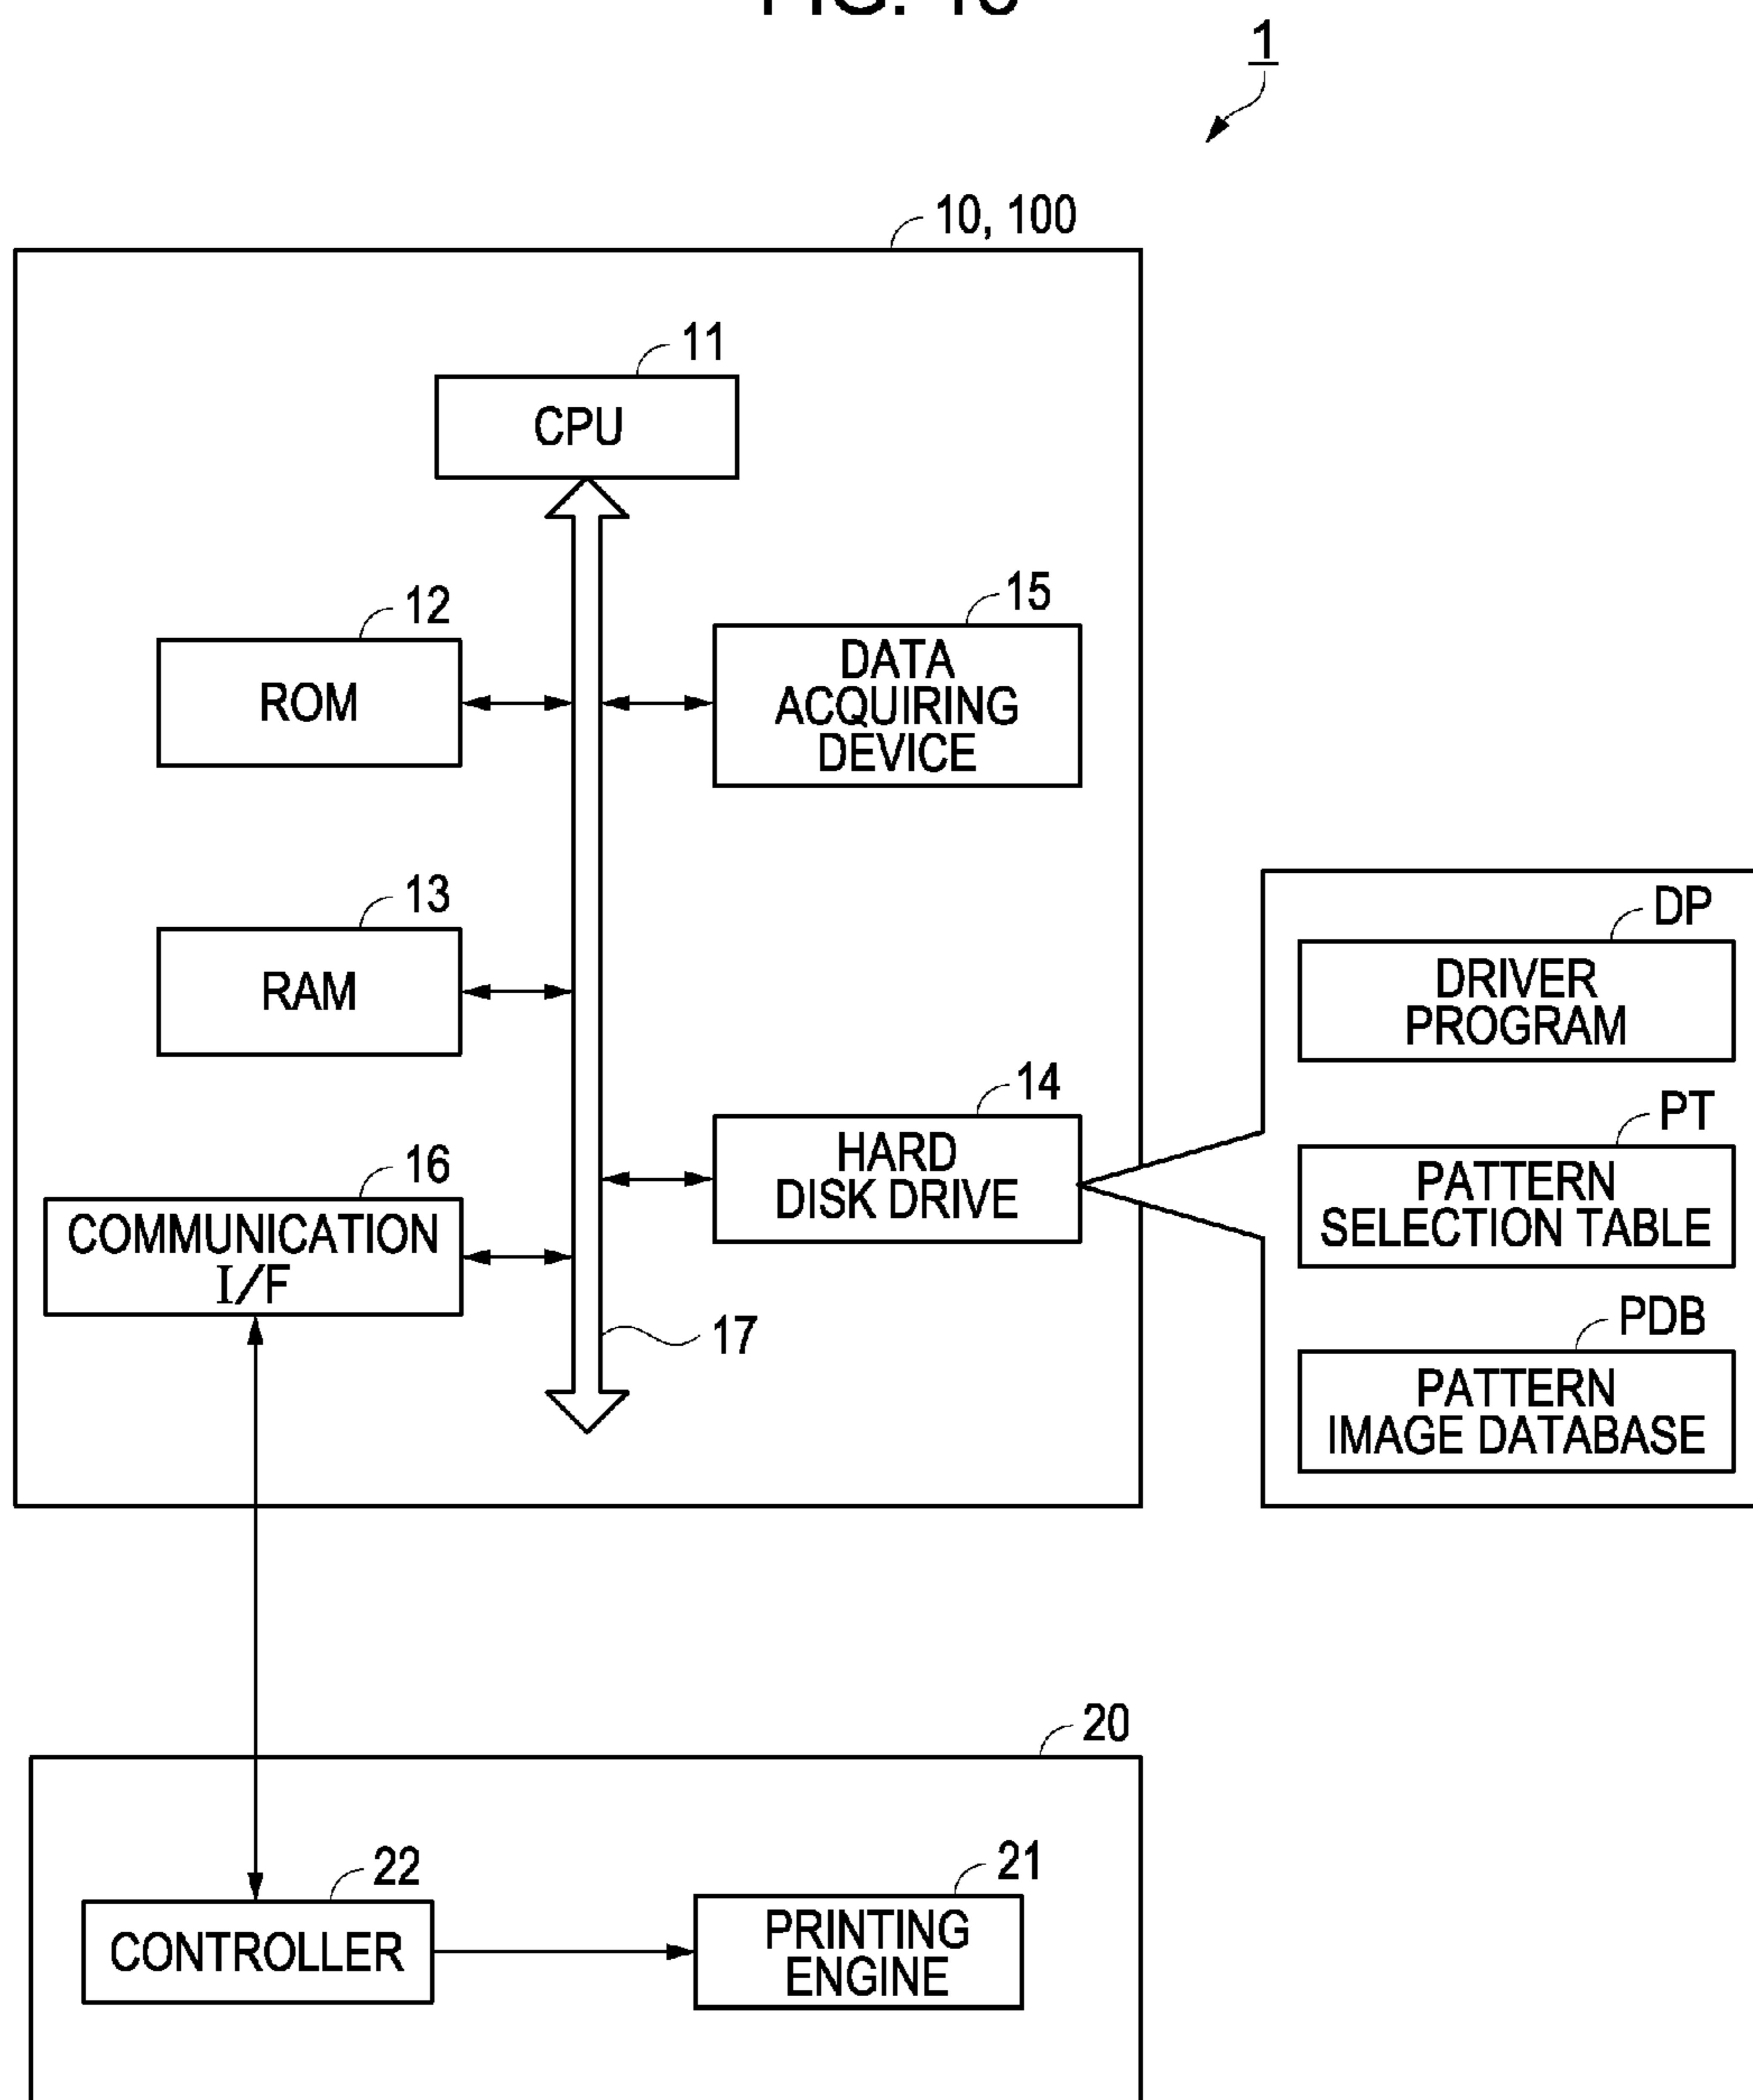 1
10, 100
11
CPU
12
ROM
15
DATA
ACQUIRING
DEVICE
13
RAM
DP
DRIVER
PROGRAM
14
HARD
DISK DRIVE
PT
PATTERN
SELECTION TABLE
16
COMMUNICATION
I/F
17
PDB
PATTERN
IMAGE DATABASE
20
22
CONTROLLER
21
PRINTING
ENGINE